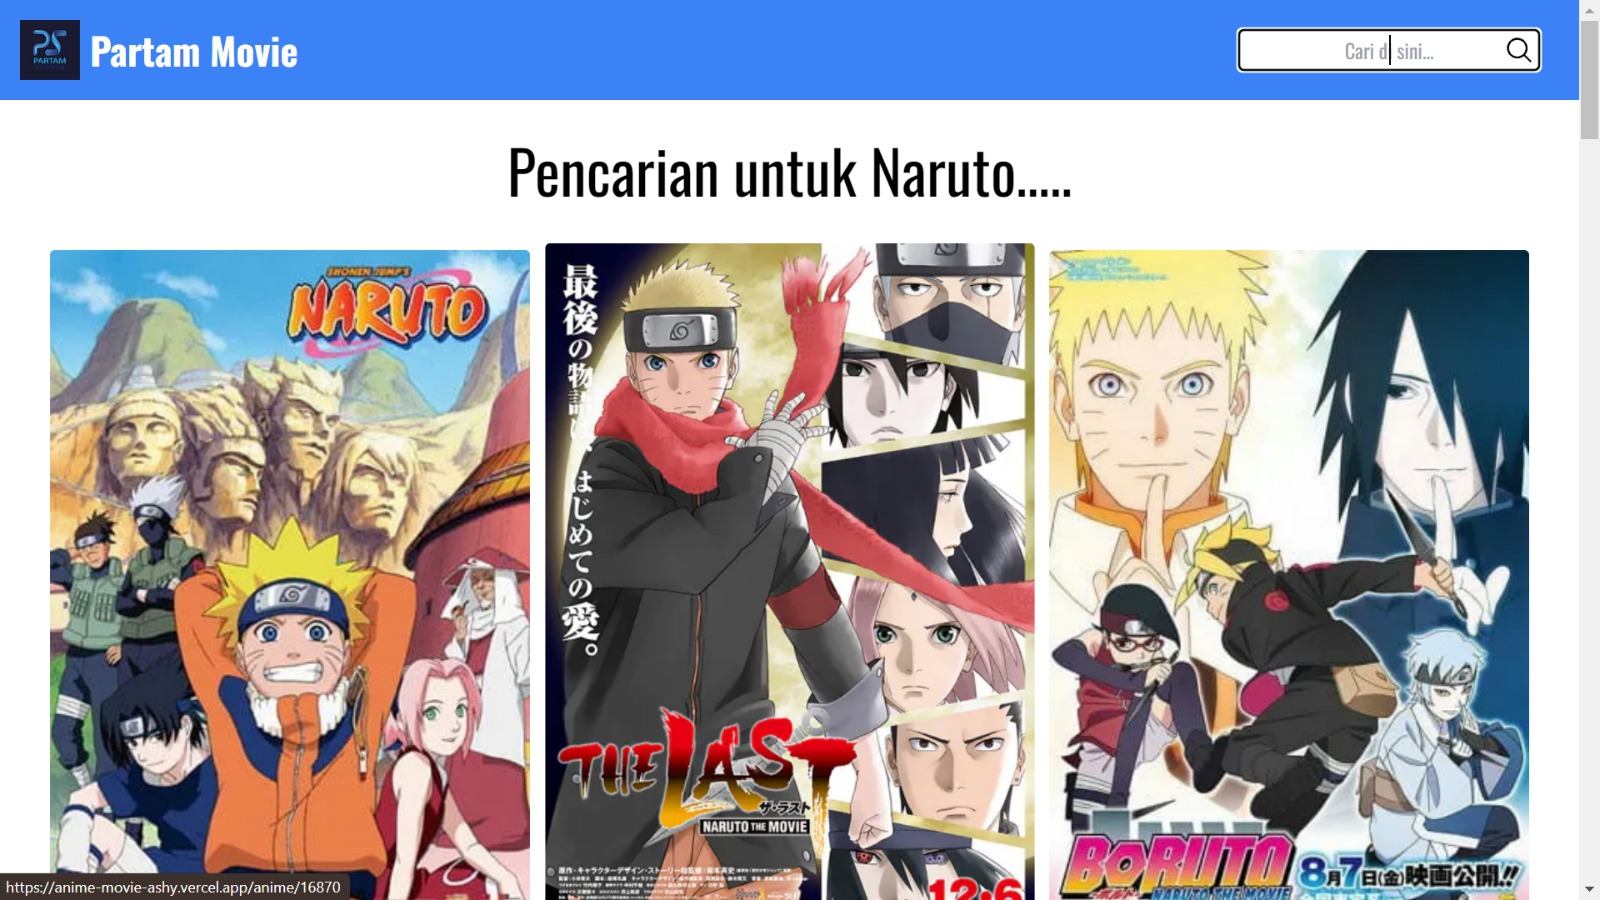 PARTAM
Partam Movie
Cari di sini...
Pencarian untuk Naruto.....
SHONEN JUMP'S
NARUTO
最後の物語は、はじめての愛。
THE LAST
ザ・ラスト
NARUTO THE MOVIE
12・6
BORUTO
NARUTO THE MOVIE
8月7日(金)映画公開!!
https://anime-movie-ashy.vercel.app/anime/16870